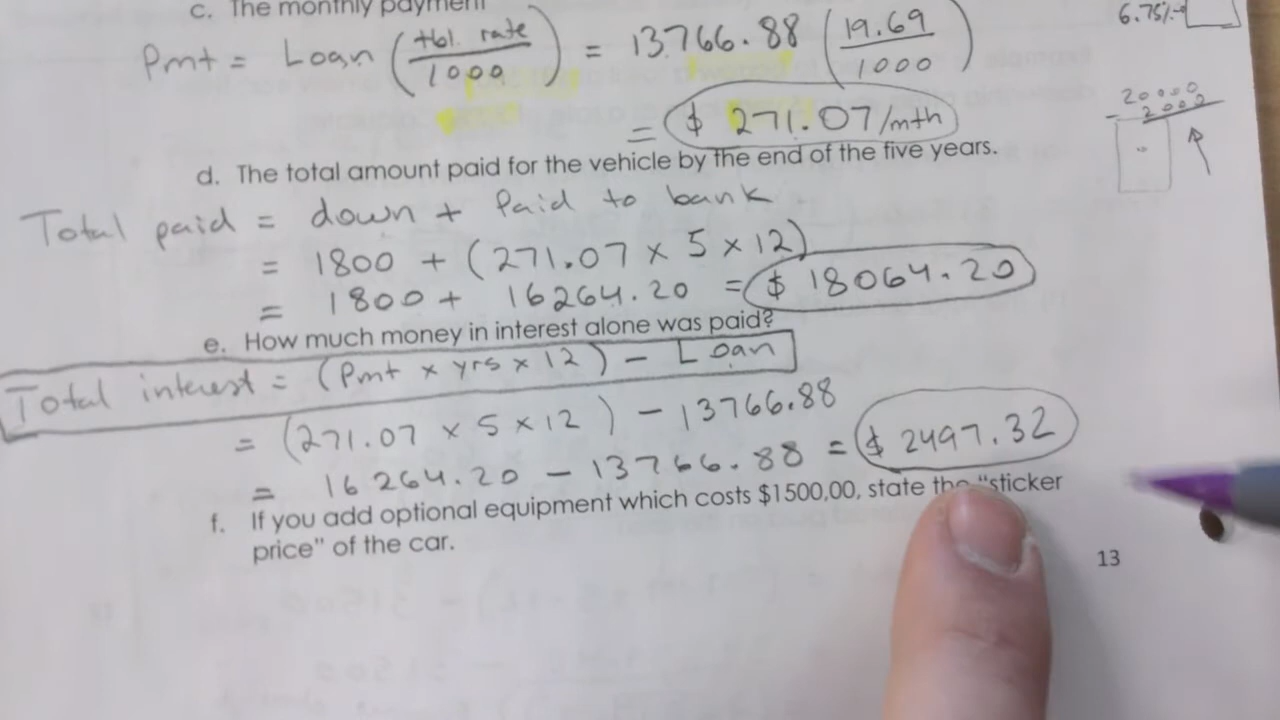 c. The monthly payment
6.75%→
Pmt = Loan (tbl. rate / 1000) = 13766.88 (19.69 / 1000)
20000
- 2000
= $ 271.07/mth
d. The total amount paid for the vehicle by the end of the five years.
Total paid = down + Paid to bank
= 1800 + (271.07 x 5 x 12)
= 1800 + 16264.20 = $ 18064.20
e. How much money in interest alone was paid?
Total interest = (Pmt x yrs x 12) - Loan
= (271.07 x 5 x 12) - 13766.88
= 16264.20 - 13766.88 = $ 2497.32
f. If you add optional equipment which costs $1500,00, state the "sticker
price" of the car.
13